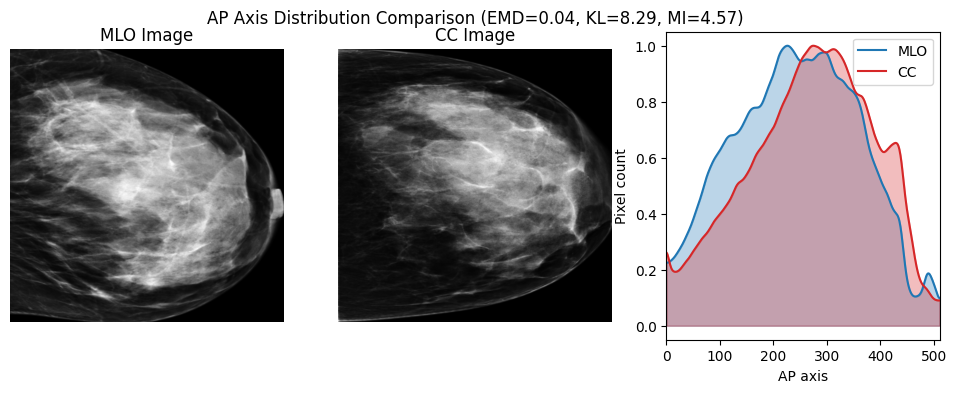 AP Axis Distribution Comparison (EMD=0.04, KL=8.29, MI=4.57)
MLO Image
CC Image
MLO
CC
Pixel count
1.0
0.8
0.6
0.4
0.2
0.0
0 100 200 300 400 500
AP axis